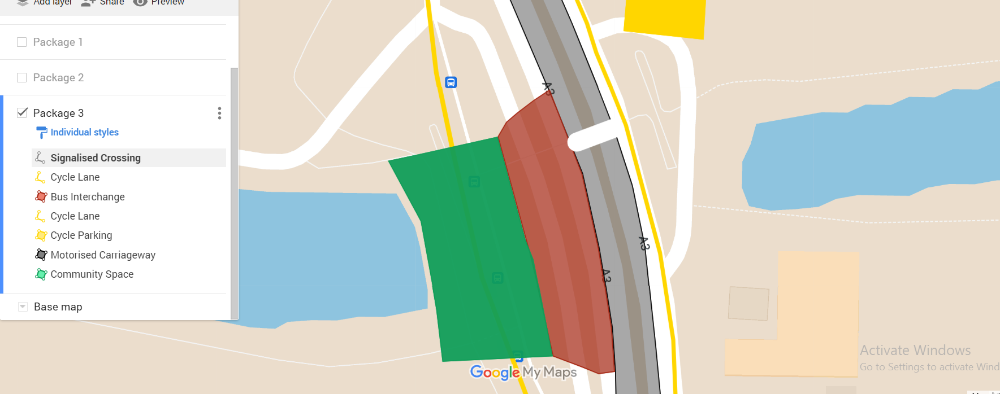 Add layer Share Preview
Package 1
Package 2
Package 3
Individual styles
Signalised Crossing
Cycle Lane
Bus Interchange
Cycle Lane
Cycle Parking
Motorised Carriageway
Community Space
Base map
A3
A3
A3
Google My Maps
Activate Windows
Go to Settings to activate Wind